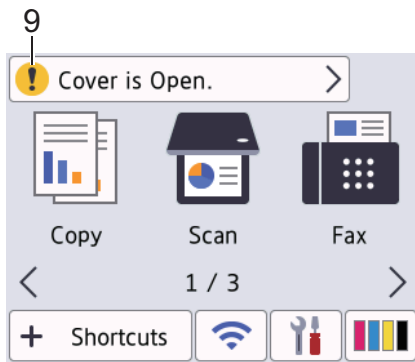 9
Cover is Open.
Copy Scan Fax
1 / 3
+ Shortcuts